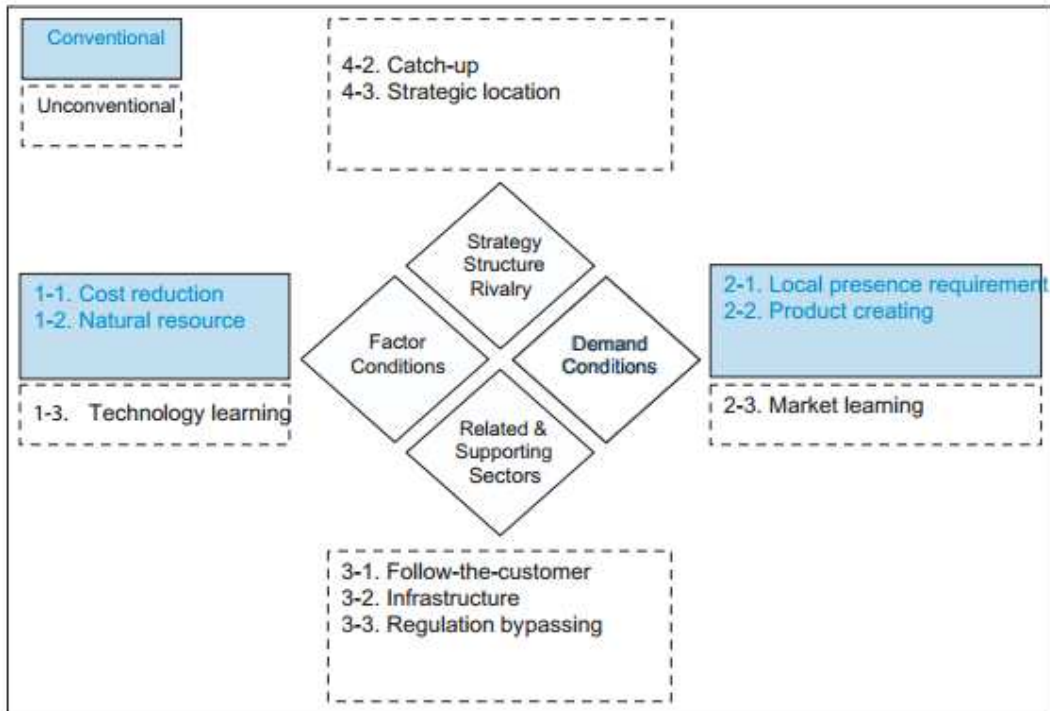 Conventional
Unconventional
4-2. Catch-up
4-3. Strategic location
Strategy
Structure
Rivalry
1-1. Cost reduction
1-2. Natural resource
1-3. Technology learning
Factor
Conditions
Demand
Conditions
2-1. Local presence requirement
2-2. Product creating
2-3. Market learning
Related &
Supporting
Sectors
3-1. Follow-the-customer
3-2. Infrastructure
3-3. Regulation bypassing